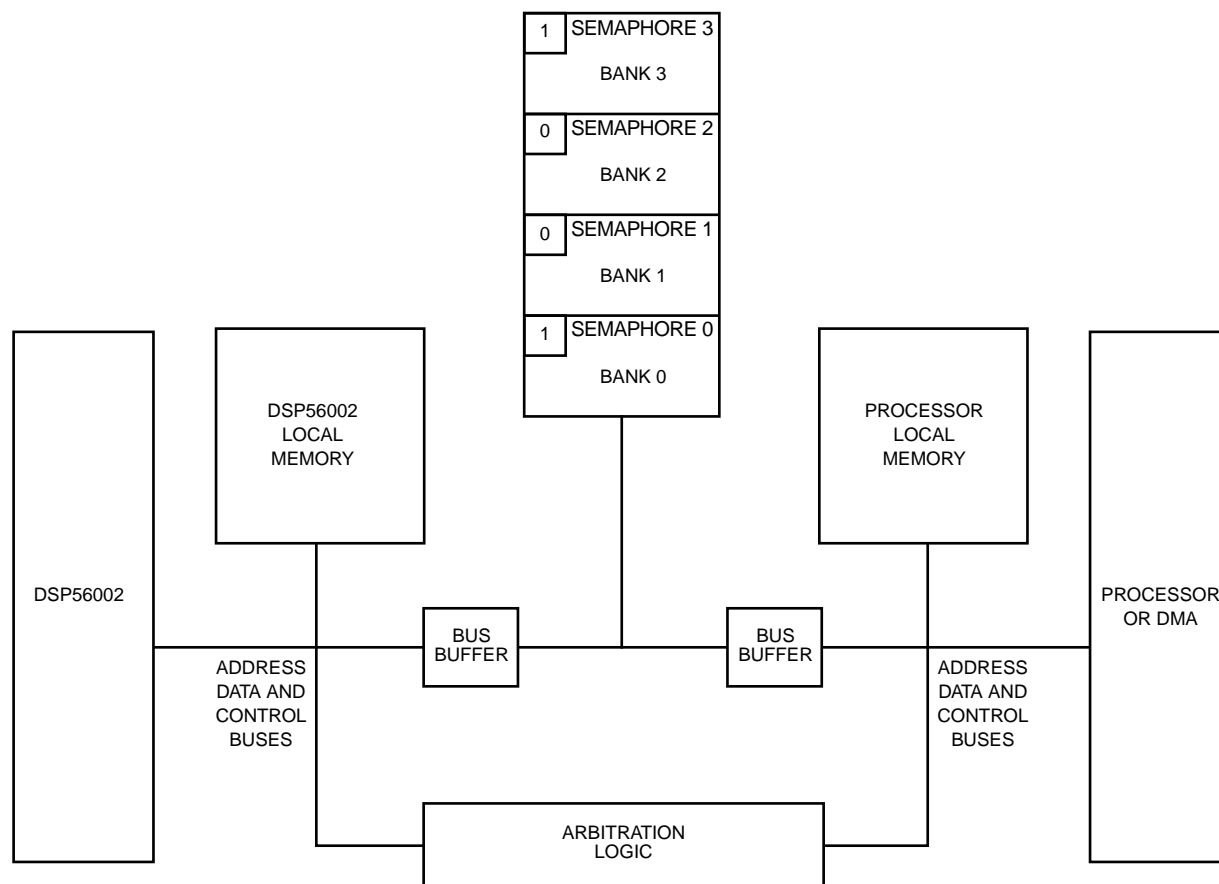 1 SEMAPHORE 3
BANK 3
0 SEMAPHORE 2
BANK 2
0 SEMAPHORE 1
BANK 1
1 SEMAPHORE 0
BANK 0
DSP56002
LOCAL
MEMORY
PROCESSOR
LOCAL
MEMORY
DSP56002
BUS
BUFFER
BUS
BUFFER
PROCESSOR
OR DMA
ADDRESS
DATA AND
CONTROL
BUSES
ADDRESS
DATA AND
CONTROL
BUSES
ARBITRATION
LOGIC